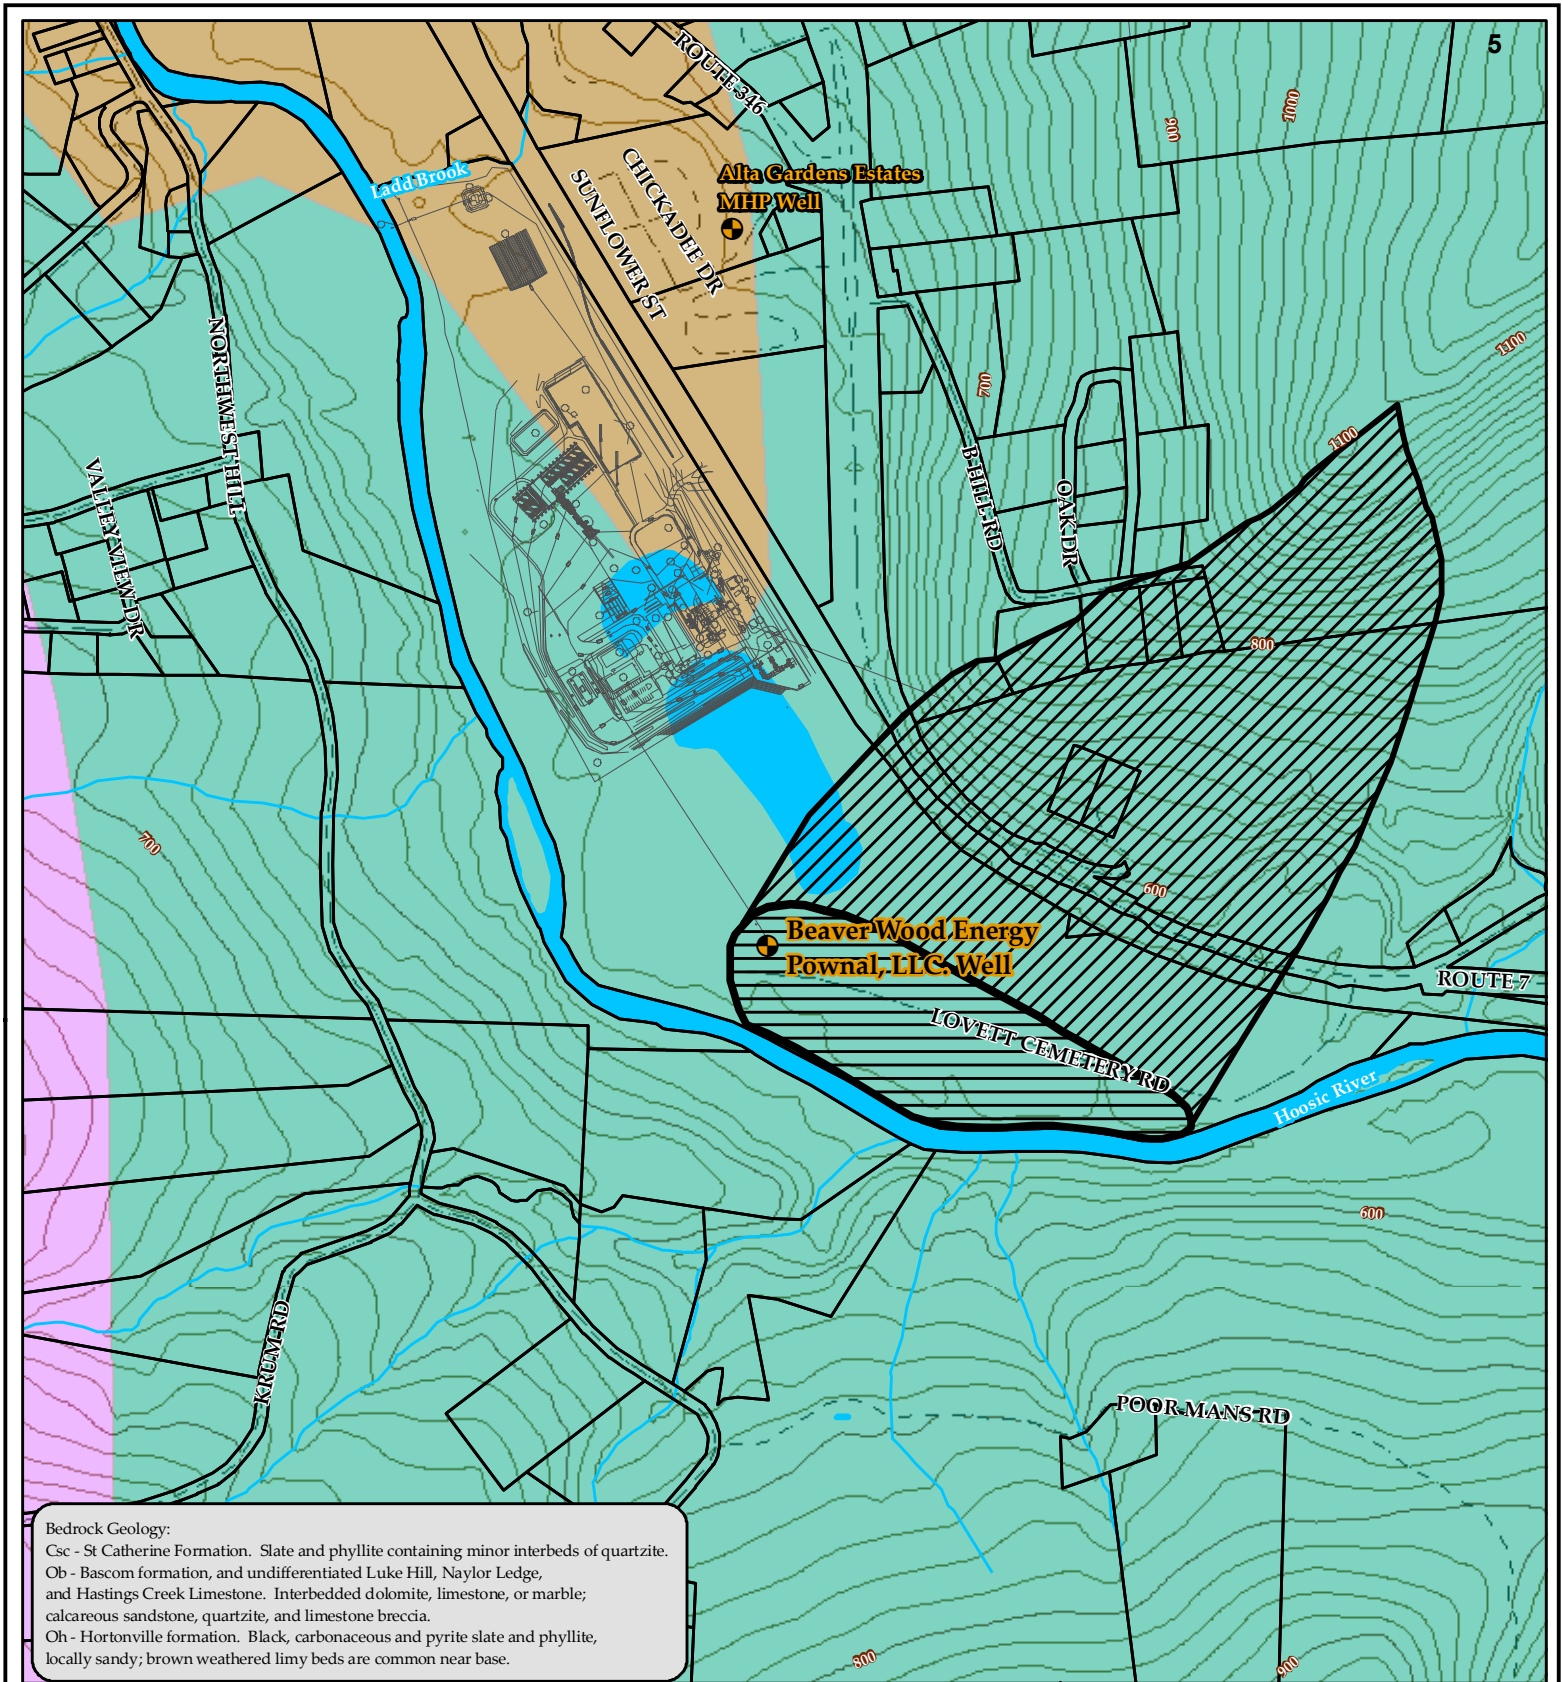 5
ROUTE 346
1000
900
Ladd Brook
CHICKADEE DR
SUNFLOWER ST
Alta Gardens Estates
MHP Well
NORTHWEST HILL
1100
700
VALLEY VIEW DR
B HILL RD
OAK DR
1100
800
700
600
Beaver Wood Energy
Pownal, LLC. Well
ROUTE 7
LOVETT CEMETERY RD
Hoosic River
600
KRUM RD
POOR MANS RD
Bedrock Geology:
Csc - St Catherine Formation. Slate and phyllite containing minor interbeds of quartzite.
Ob - Bascom formation, and undifferentiated Luke Hill, Naylor Ledge,
and Hastings Creek Limestone. Interbedded dolomite, limestone, or marble;
calcareous sandstone, quartzite, and limestone breccia.
Oh - Hortonville formation. Black, carbonaceous and pyrite slate and phyllite,
locally sandy; brown weathered limy beds are common near base.
800
900